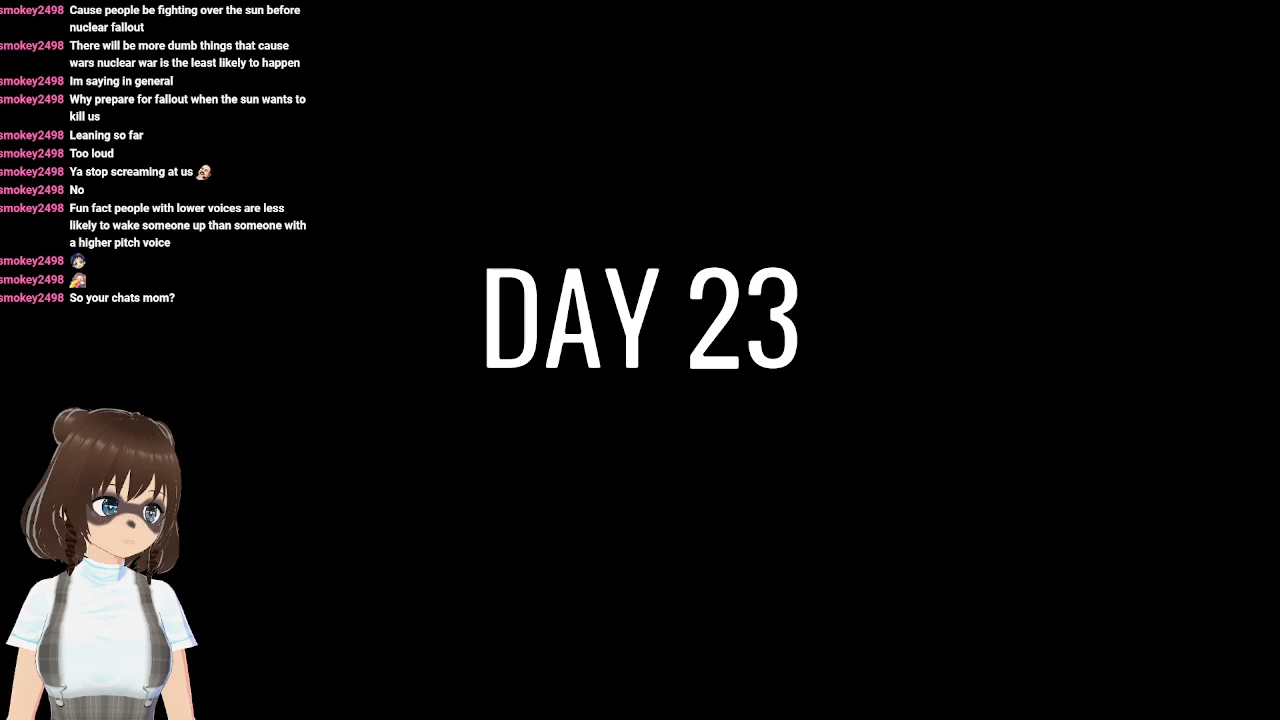 smokey2498 Cause people be fighting over the sun before
nuclear fallout
smokey2498 There will be more dumb things that cause
wars nuclear war is the least likely to happen
smokey2498 Im saying in general
smokey2498 Why prepare for fallout when the sun wants to
kill us
smokey2498 Leaning so far
smokey2498 Too loud
smokey2498 Ya stop screaming at us
smokey2498 No
smokey2498 Fun fact people with lower voices are less
likely to wake someone up than someone with
a higher pitch voice
smokey2498
smokey2498
smokey2498 So your chats mom?
DAY 23